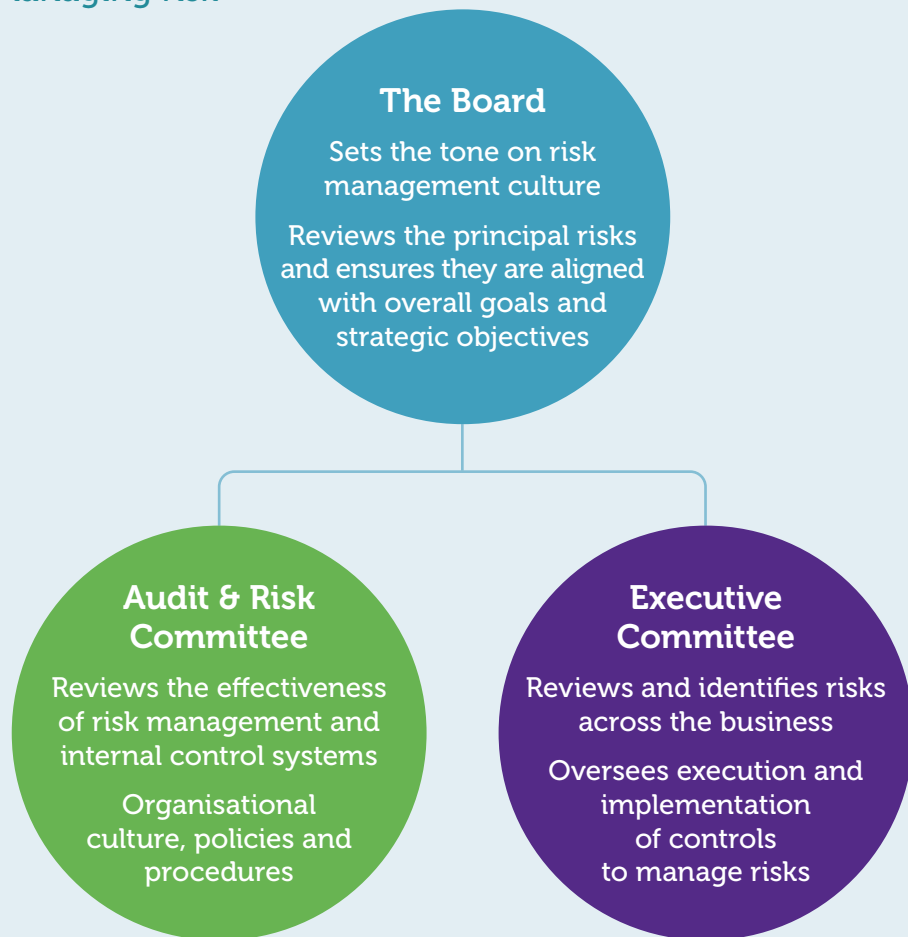 The Board
Sets the tone on risk
management culture
Reviews the principal risks
and ensures they are aligned
with overall goals and
strategic objectives
Audit & Risk
Committee
Reviews the effectiveness
of risk management and
internal control systems
Organisational
culture, policies and
procedures
Executive
Committee
Reviews and identifies risks
across the business
Oversees execution and
implementation
of controls
to manage risks